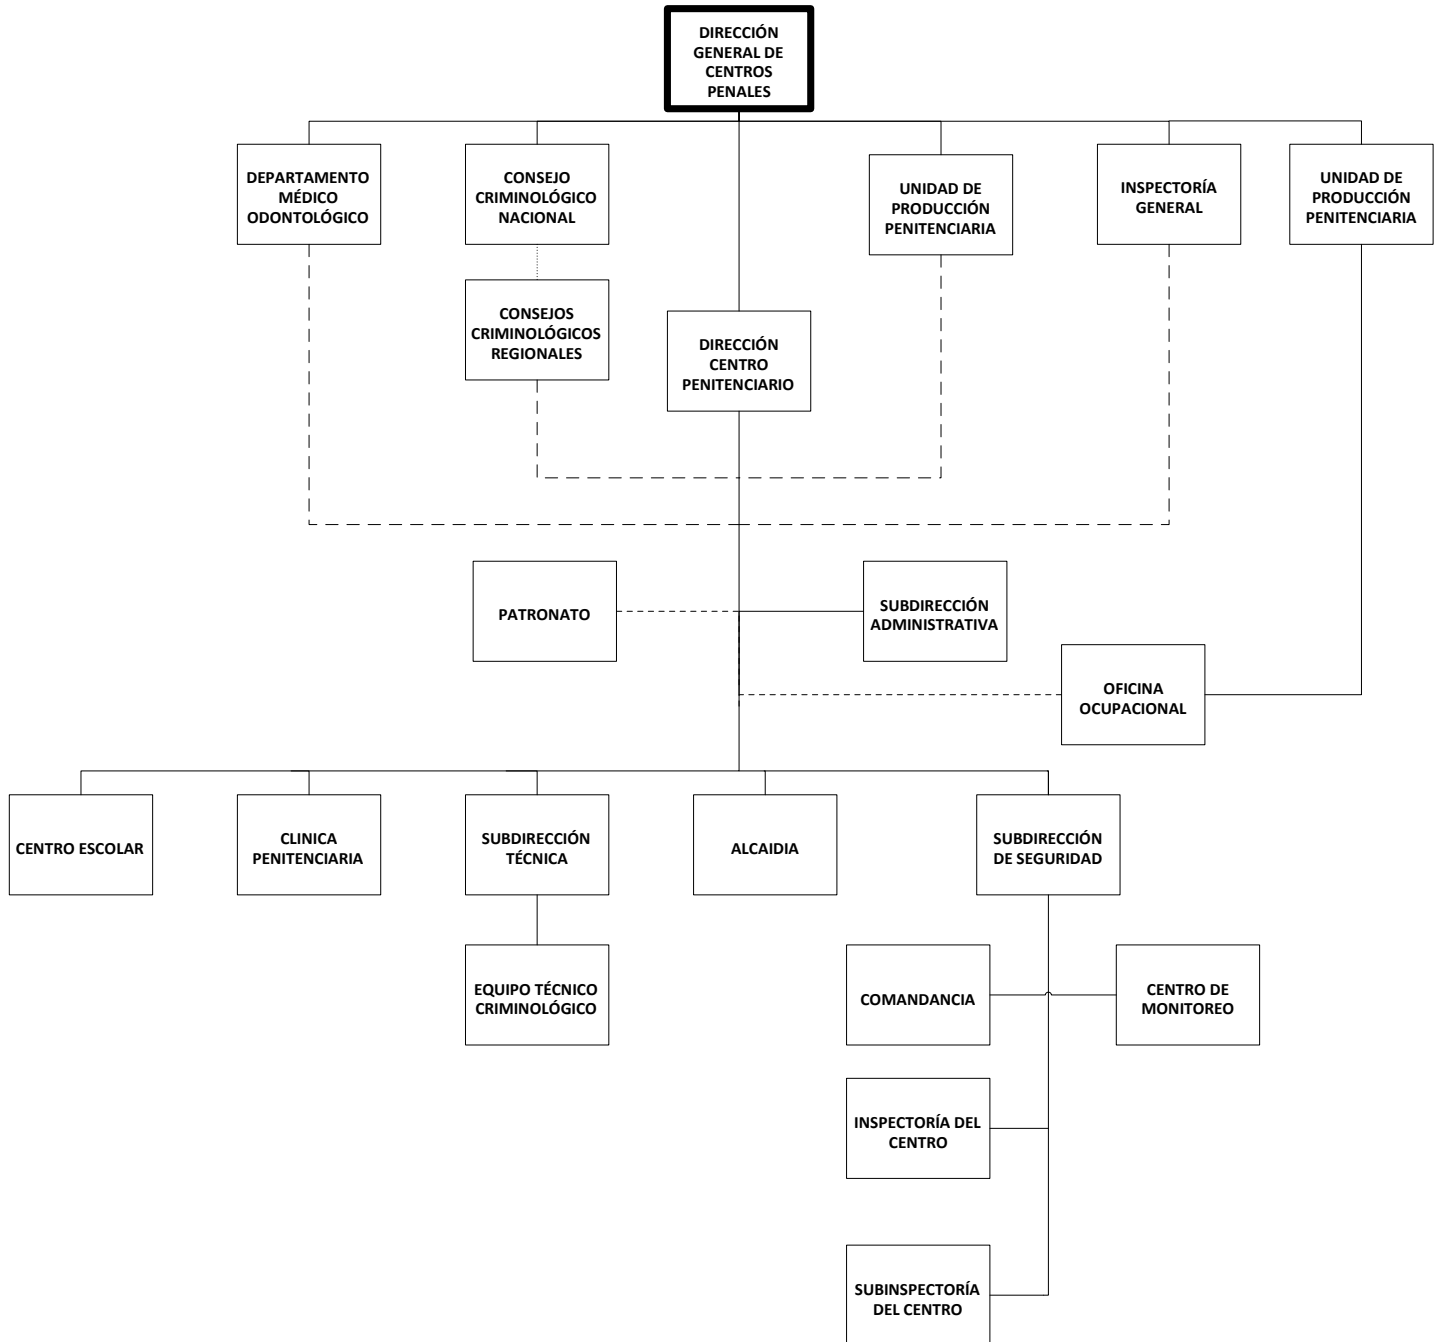 DIRECCIÓN
GENERAL DE
CENTROS
PENALES
DEPARTAMENTO
MÉDICO
ODONTOLÓGICO
CONSEJO
CRIMINOLÓGICO
NACIONAL
UNIDAD DE
PRODUCCIÓN
PENITENCIARIA
INSPECTORÍA
GENERAL
UNIDAD DE
PRODUCCIÓN
PENITENCIARIA
CONSEJOS
CRIMINOLÓGICOS
REGIONALES
DIRECCIÓN
CENTRO
PENITENCIARIO
PATRONATO
SUBDIRECCIÓN
ADMINISTRATIVA
OFICINA
OCUPACIONAL
CENTRO ESCOLAR
CLINICA
PENITENCIARIA
SUBDIRECCIÓN
TÉCNICA
ALCAIDIA
SUBDIRECCIÓN
DE SEGURIDAD
EQUIPO TÉCNICO
CRIMINOLÓGICO
COMANDANCIA
CENTRO DE
MONITOREO
INSPECTORÍA DEL
CENTRO
SUBINSPECTORÍA
DEL CENTRO